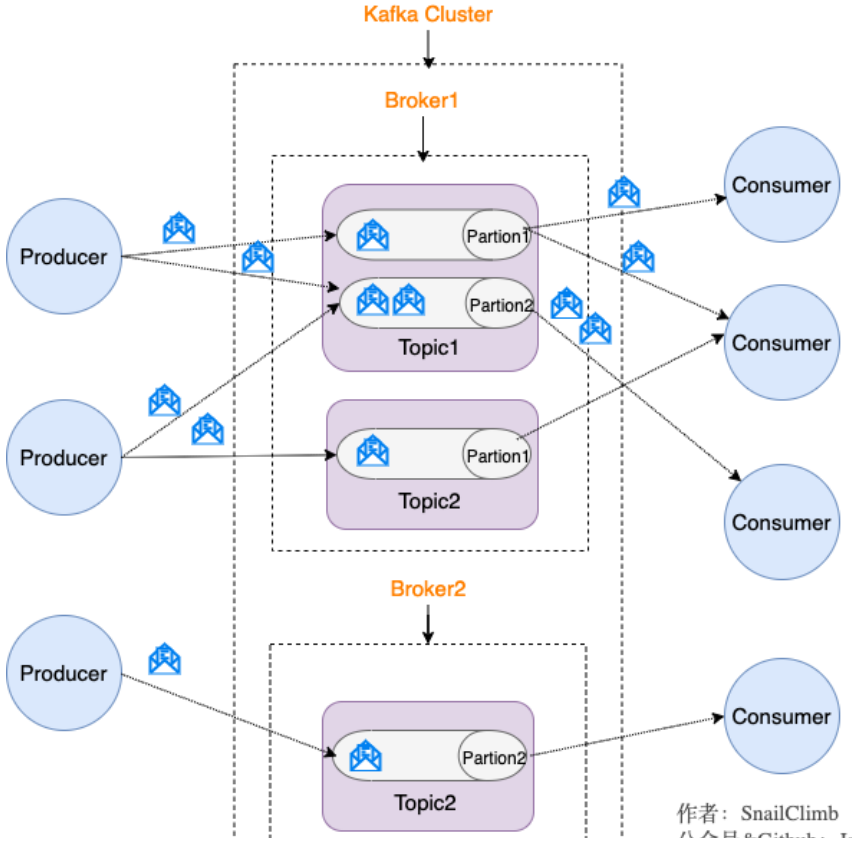 Kafka Cluster
Broker1
Producer
Partion1
Consumer
Partion2
Topic1
Consumer
Producer
Partion1
Topic2
Consumer
Broker2
Producer
Consumer
Partion2
Topic2
作者：SnailClimb